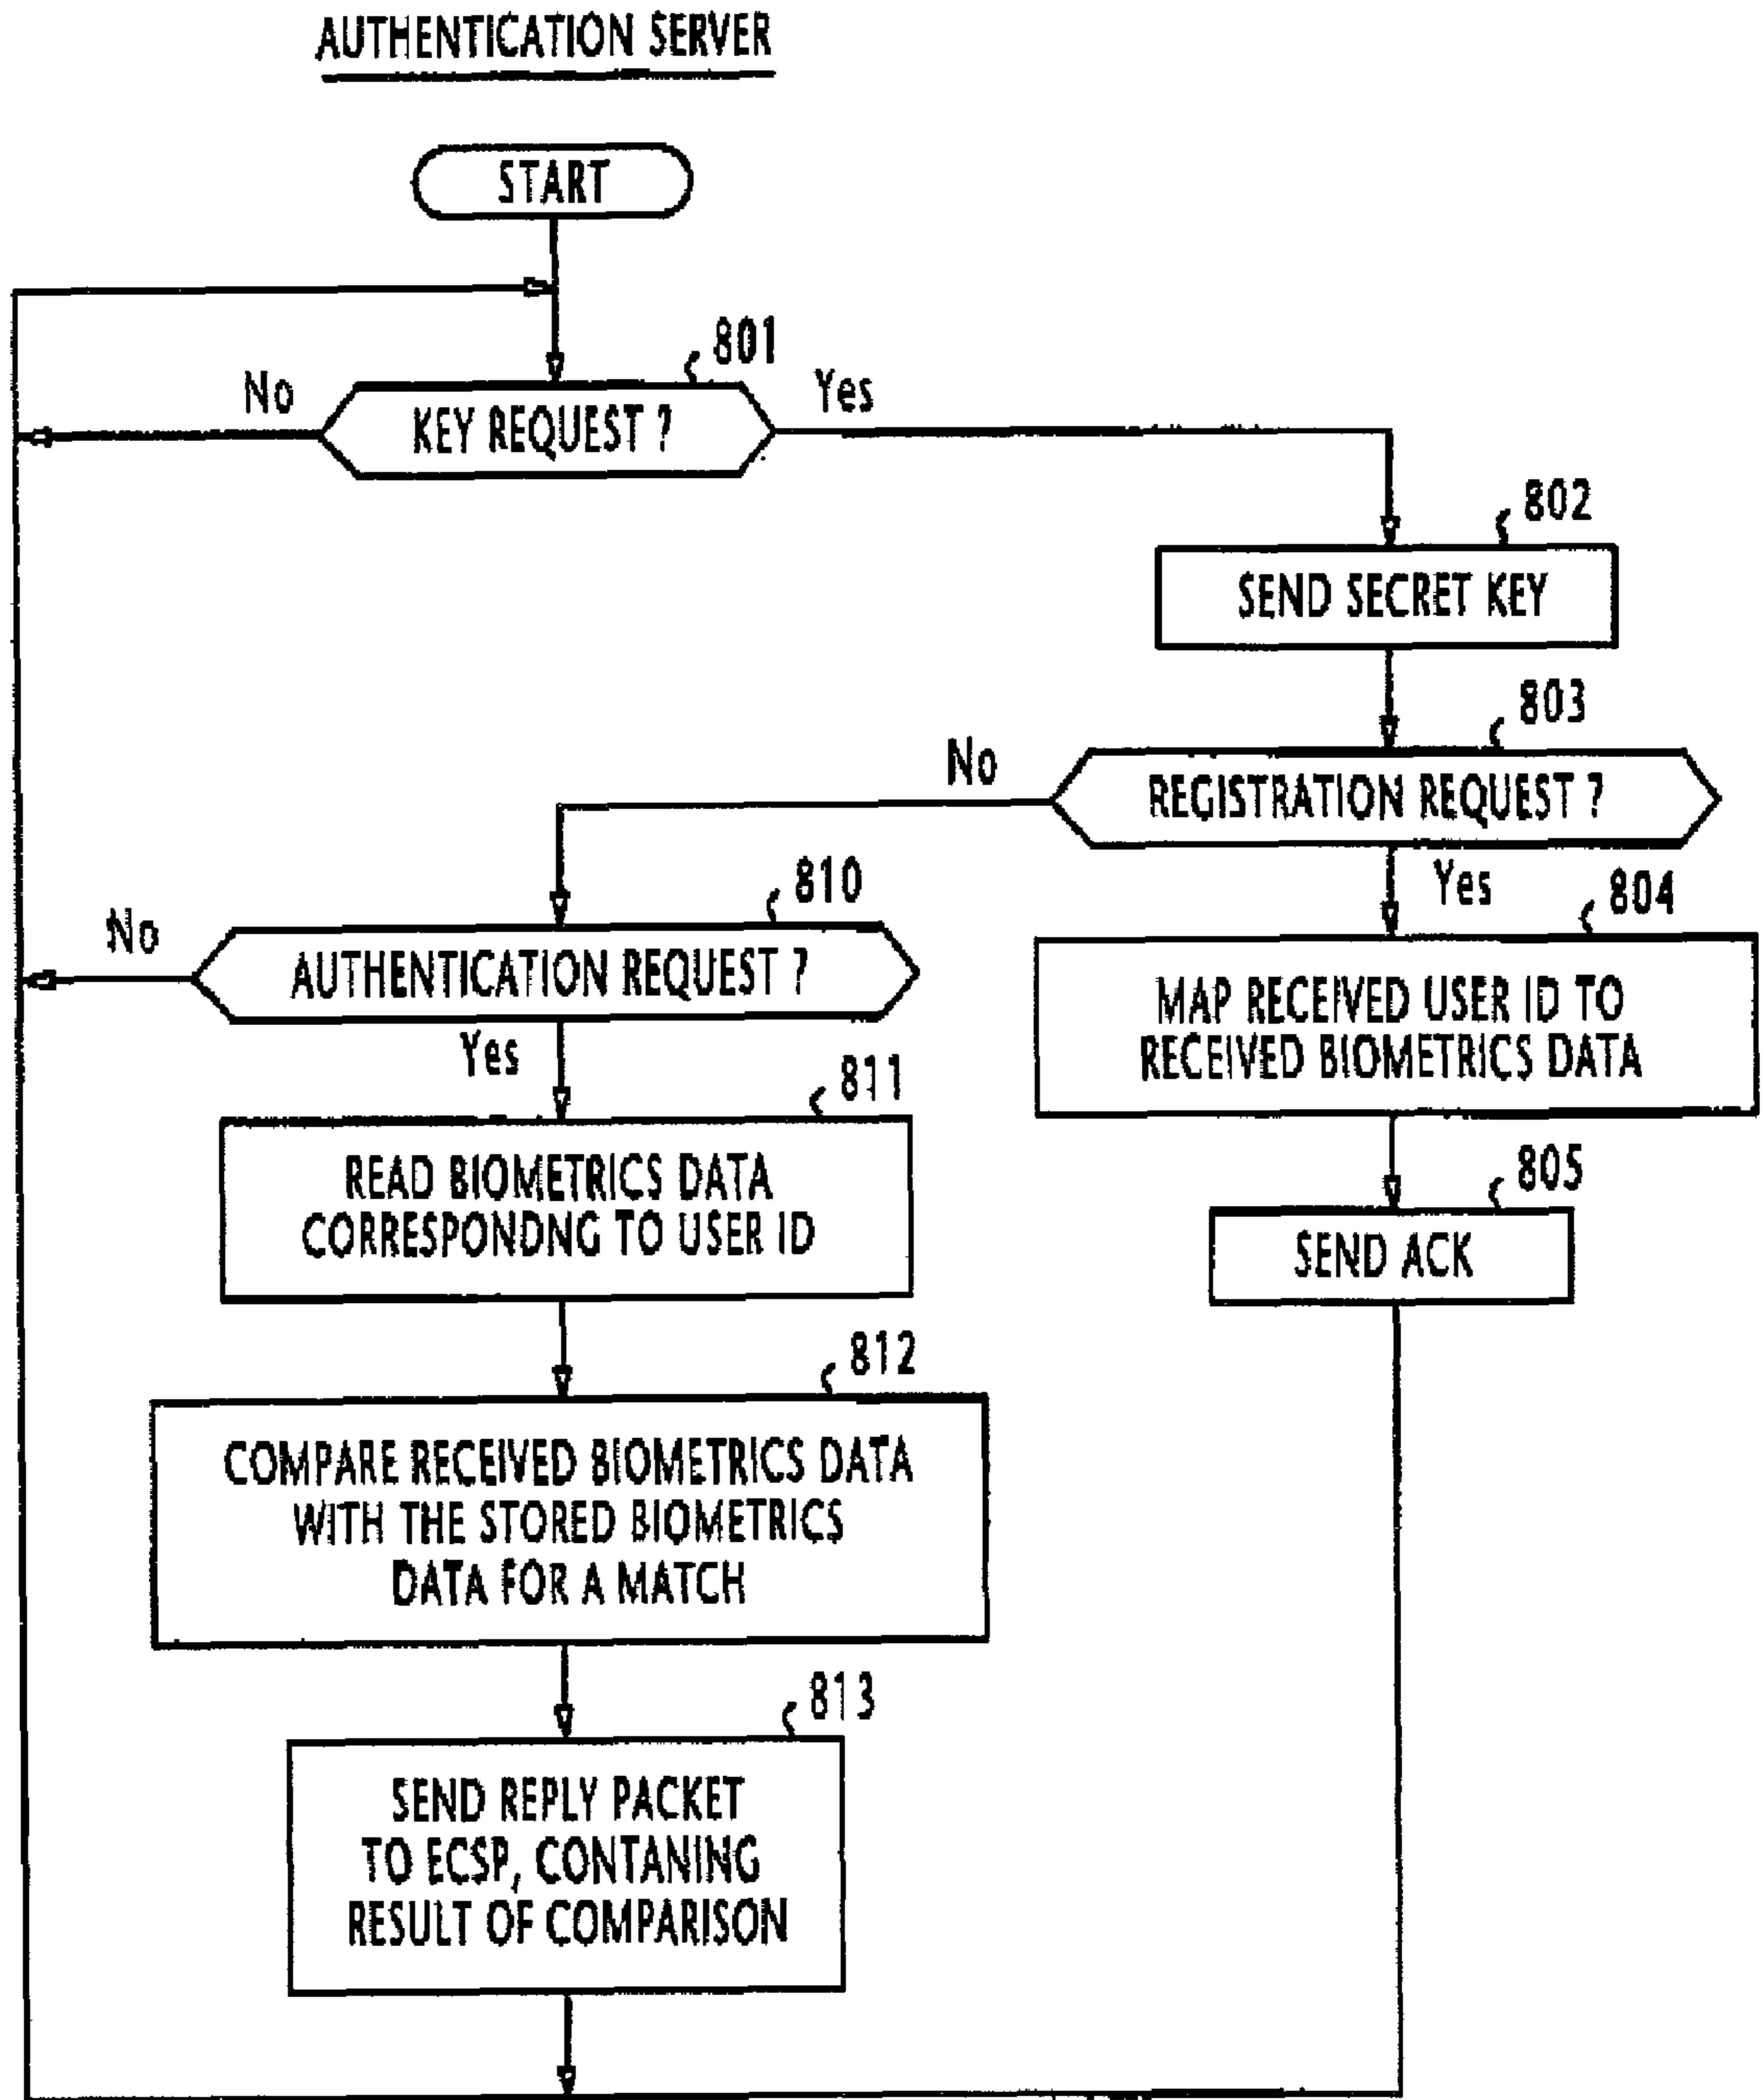 AUTHENTICATION SERVER
START
801
No
Yes
KEY REQUEST ?
802
SEND SECRET KEY
803
No
REGISTRATION REQUEST ?
Yes
810
804
No
AUTHENTICATION REQUEST ?
MAP RECEIVED USER ID TO
RECEIVED BIOMETRICS DATA
Yes
811
READ BIOMETRICS DATA
CORRESPONDNG TO USER ID
805
SEND ACK
812
COMPARE RECEIVED BIOMETRICS DATA
WITH THE STORED BIOMETRICS
DATA FOR A MATCH
813
SEND REPLY PACKET
TO ECSP, CONTANING
RESULT OF COMPARISON